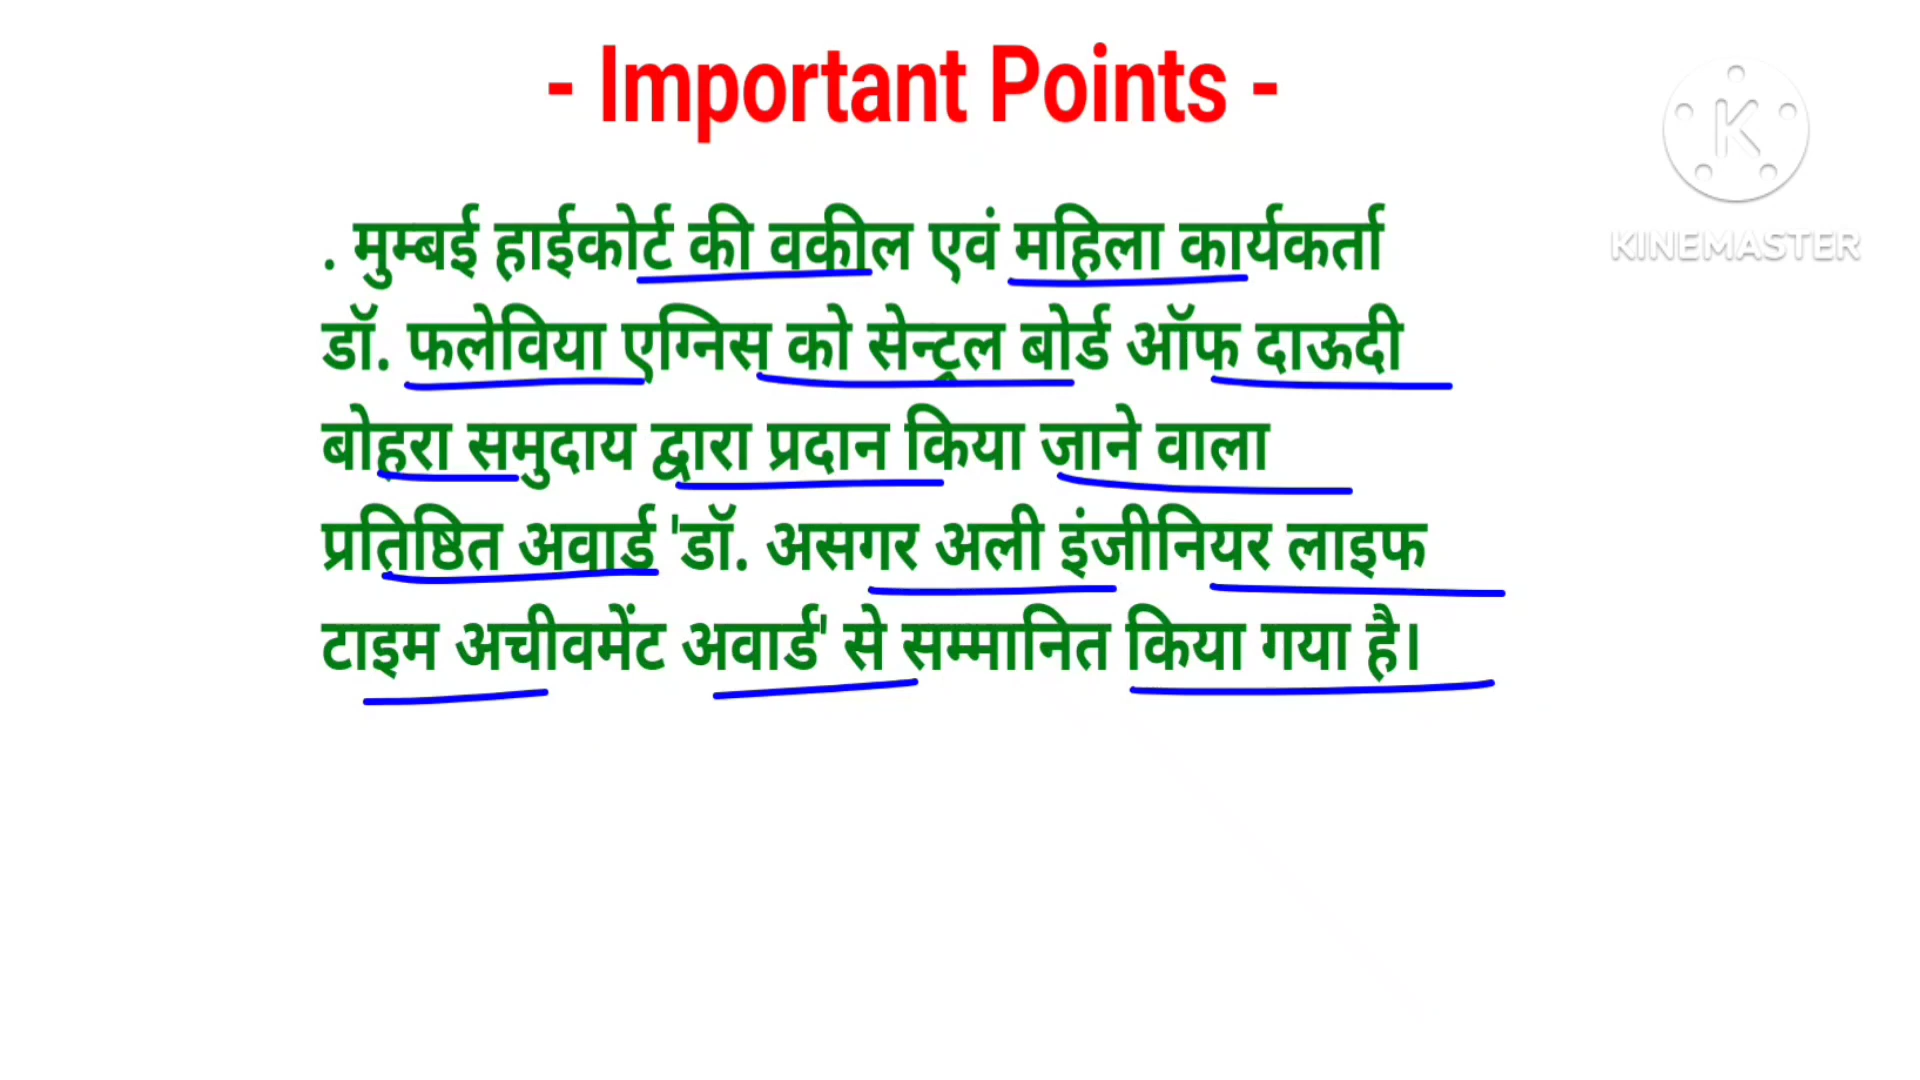 - Important Points -
K
KINEMASTER
. मुम्बई हाईकोर्ट की वकील एवं महिला कार्यकर्ता
डॉ. फलेविया एग्निस को सेन्ट्रल बोर्ड ऑफ दाऊदी
बोहरा समुदाय द्वारा प्रदान किया जाने वाला
प्रतिष्ठित अवार्ड 'डॉ. असगर अली इंजीनियर लाइफ
टाइम अचीवमेंट अवार्ड' से सम्मानित किया गया है।